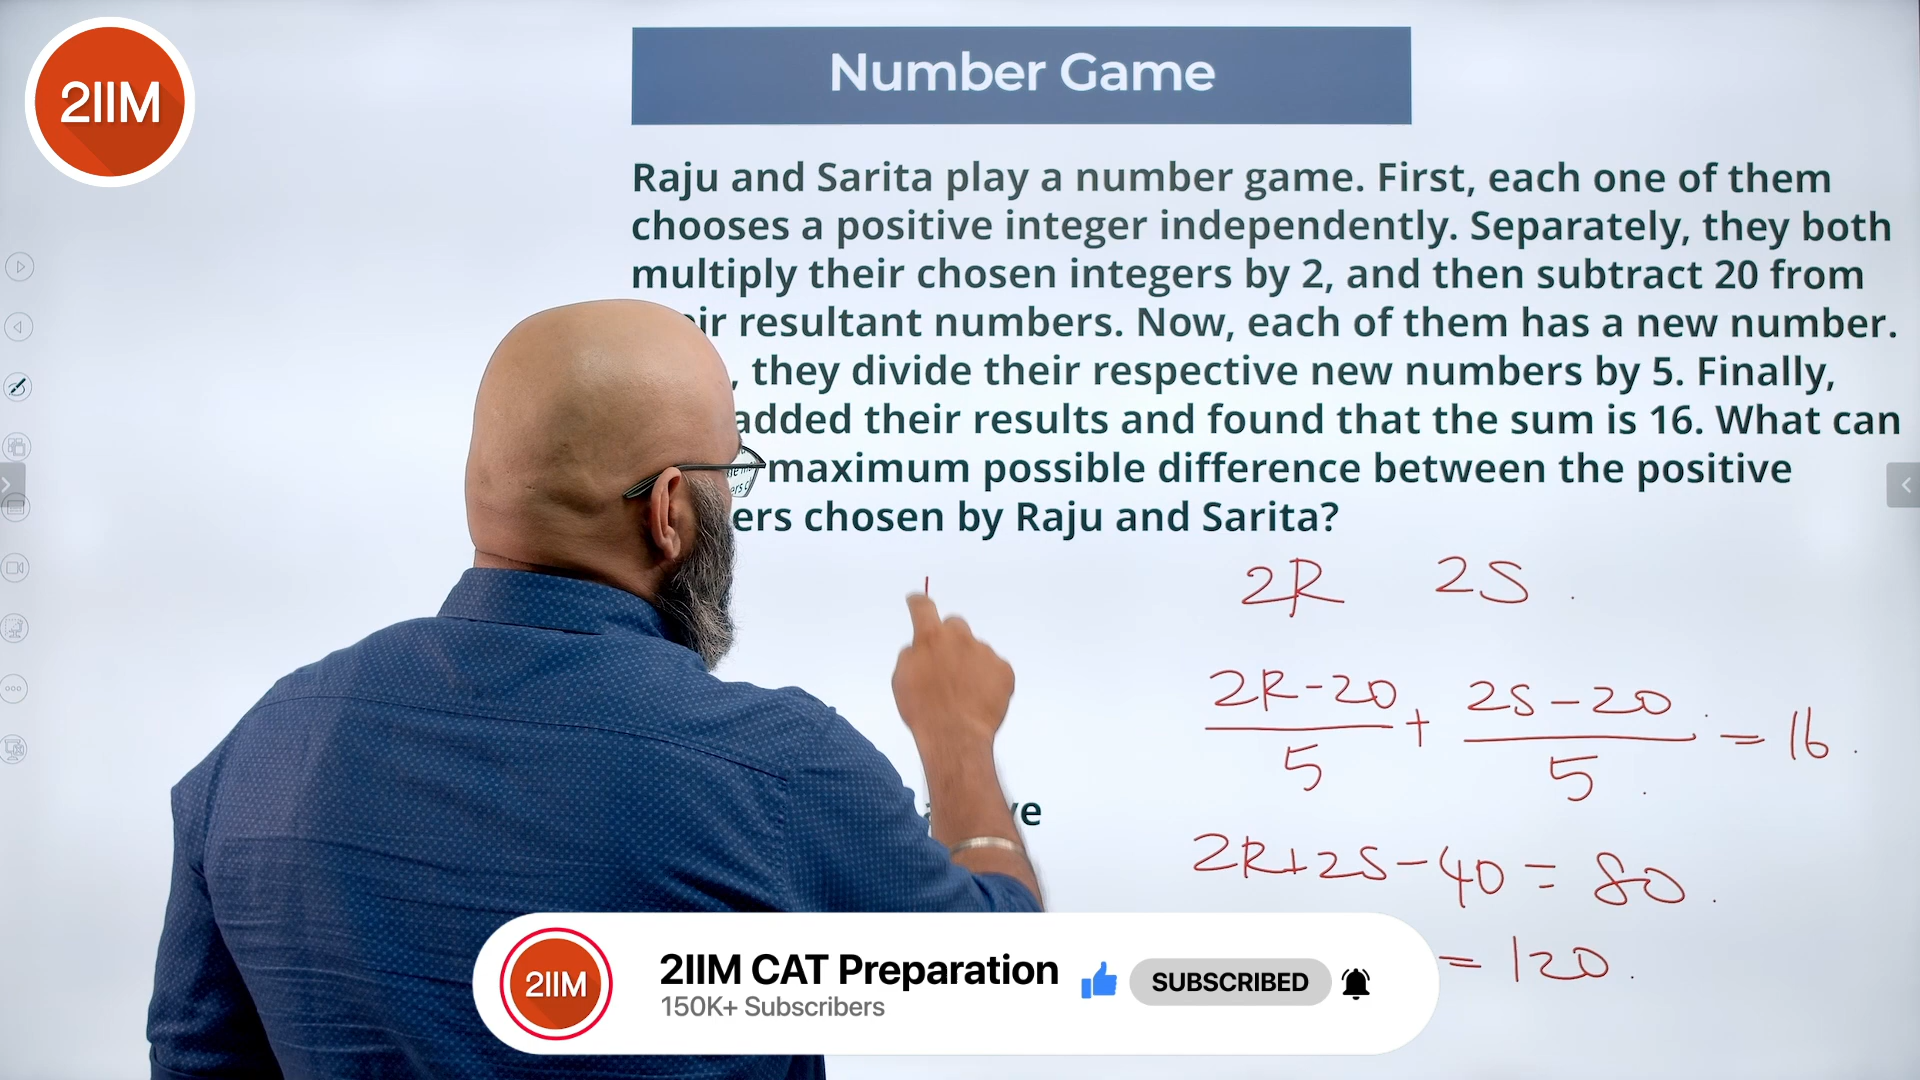 2IIM
Number Game
Raju and Sarita play a number game. First, each one of them
chooses a positive integer independently. Separately, they both
multiply their chosen integers by 2, and then subtract 20 from
resultant numbers. Now, each of them has a new number.
, they divide their respective new numbers by 5. Finally,
added their results and found that the sum is 16. What can
maximum possible difference between the positive
chosen by Raju and Sarita?
2R 2S
2R-20/5 + 2S-20/5 = 16
2R+2S-40 = 80
= 120
2IIM
2IIM CAT Preparation
150K+ Subscribers
SUBSCRIBED